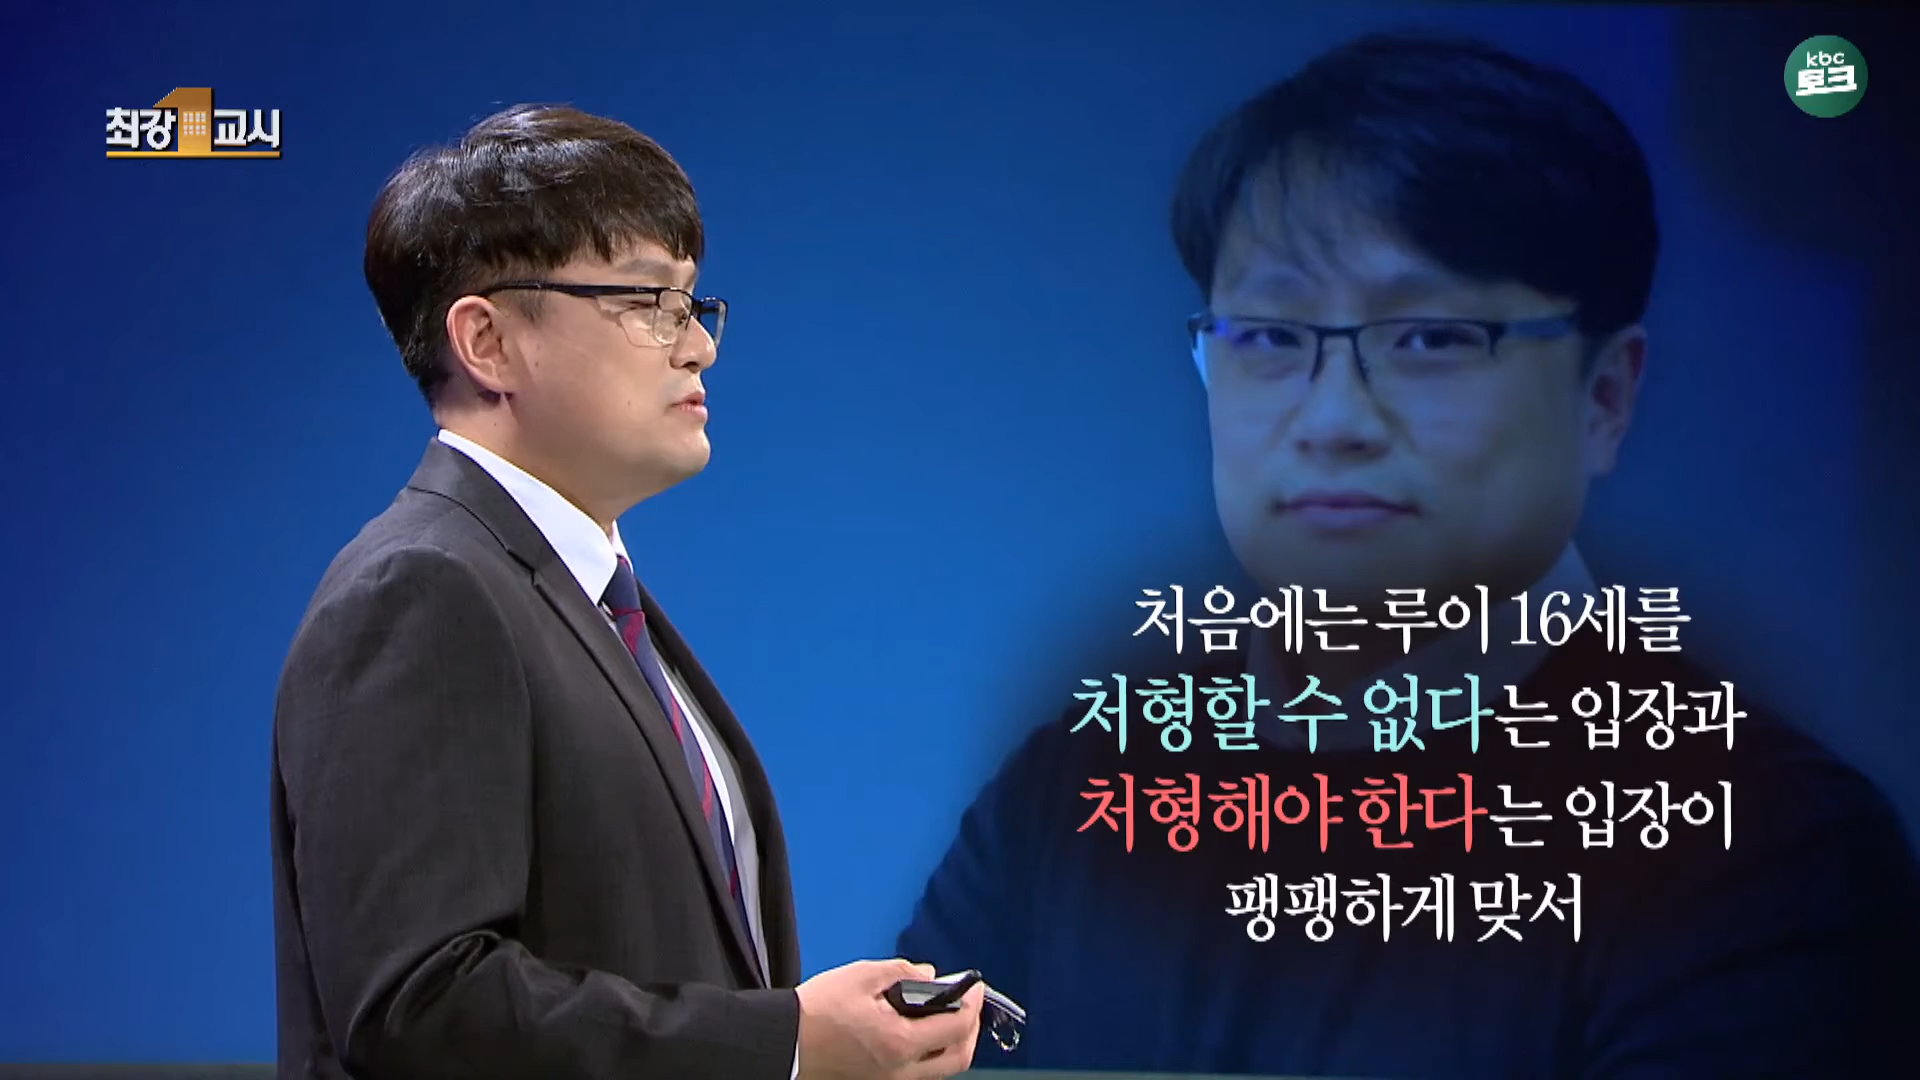 최강1교시
kbc
토크
처음에는 루이 16세를
처형할 수 없다는 입장과
처형해야 한다는 입장이
팽팽하게 맞서